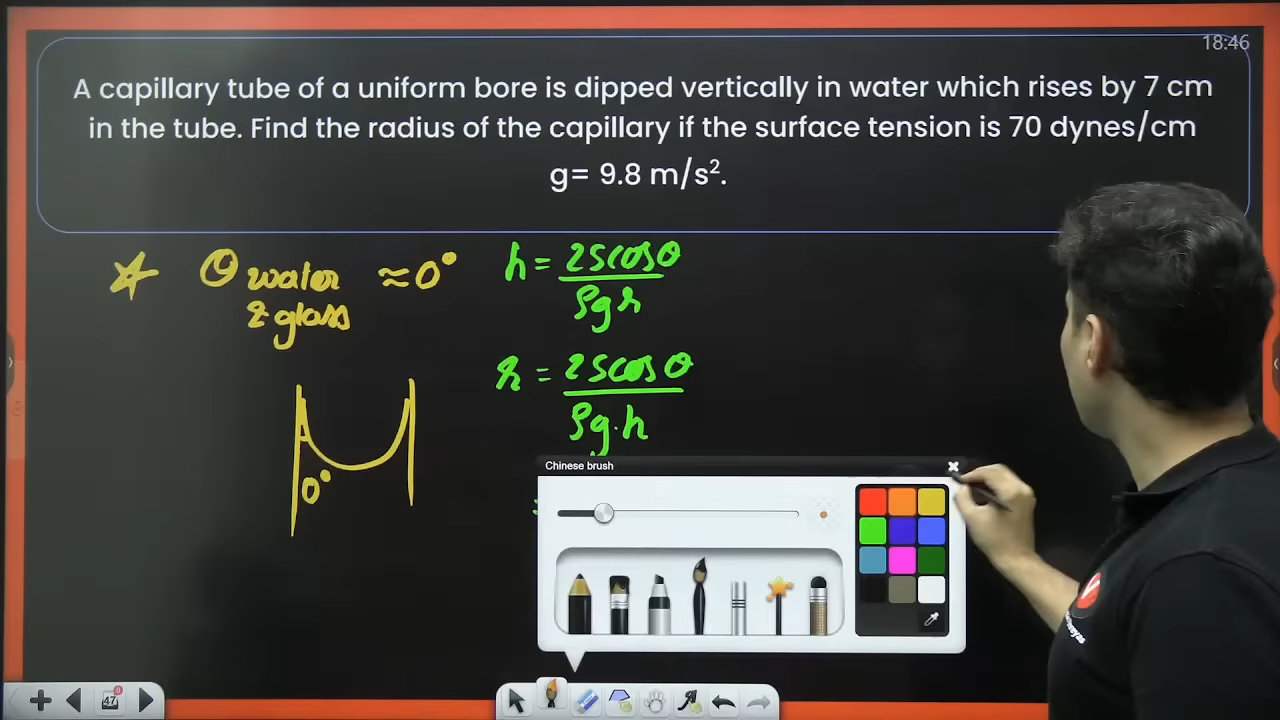 18:46
A capillary tube of a uniform bore is dipped vertically in water which rises by 7 cm
in the tube. Find the radius of the capillary if the surface tension is 70 dynes/cm
g= 9.8 m/s².
θ water ≈0°
& glass
h = 2Scosθ
ρgr
r = 2Scosθ
ρg.h
0°
Chinese brush
47